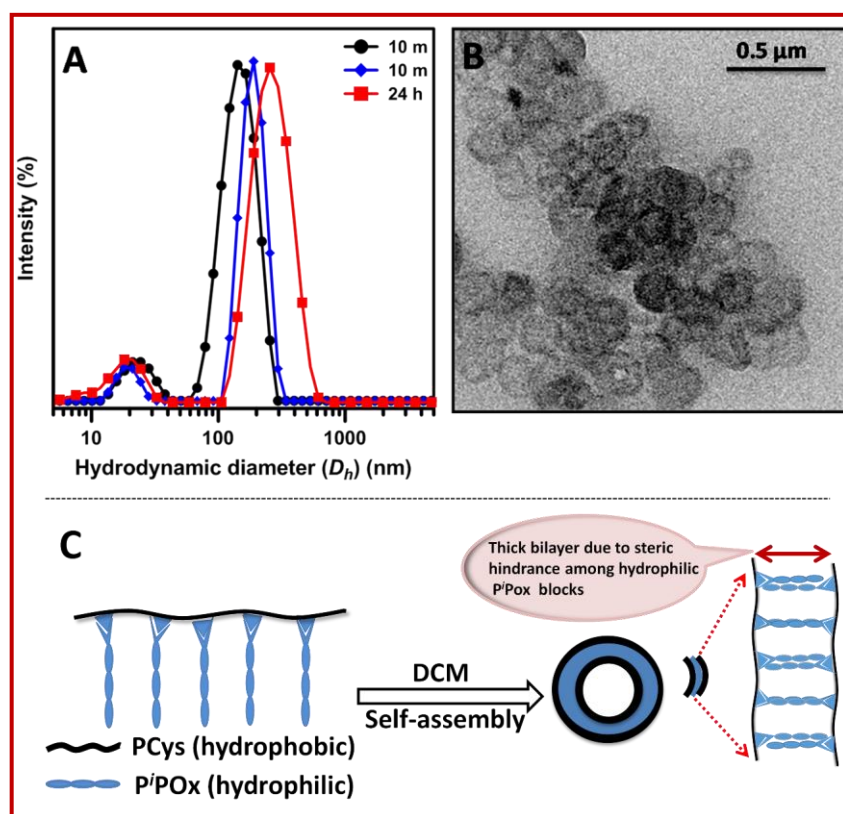 A
10 m
10 m
24 h
Intensity (%)
10
100
1000
Hydrodynamic diameter (D_h) (nm)
B
0.5 μm
C
Thick bilayer due to steric
hindrance among hydrophilic
PⁱPox blocks
DCM
Self-assembly
PCys (hydrophobic)
PⁱPOx (hydrophilic)